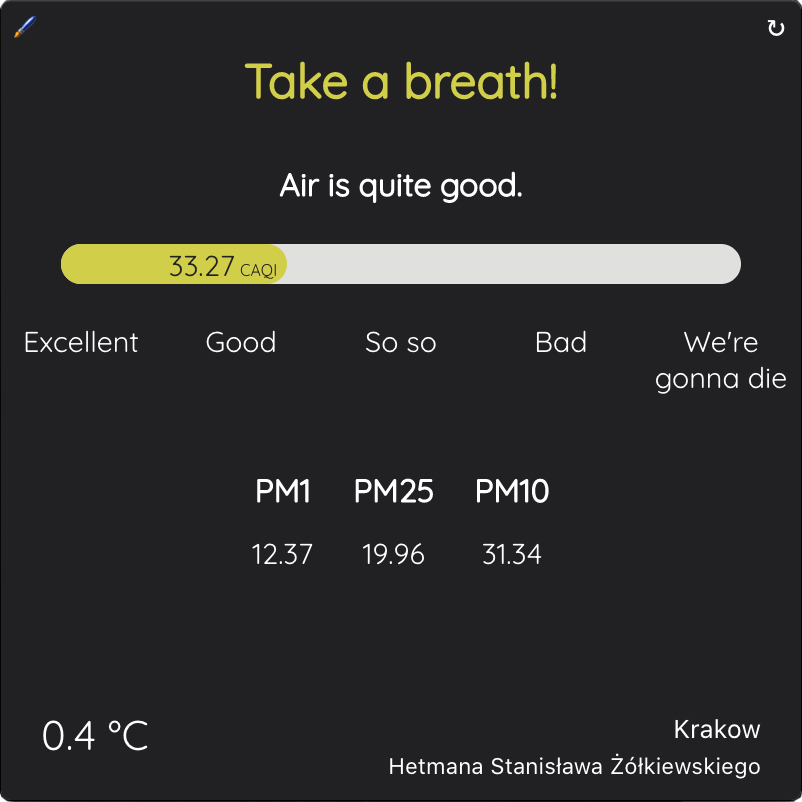 Take a breath!
Air is quite good.
33.27 CAQI
Excellent Good So so Bad We're
gonna die
PM1 PM25 PM10
12.37 19.96 31.34
0.4 °C
Krakow
Hetmana Stanisława Żółkiewskiego